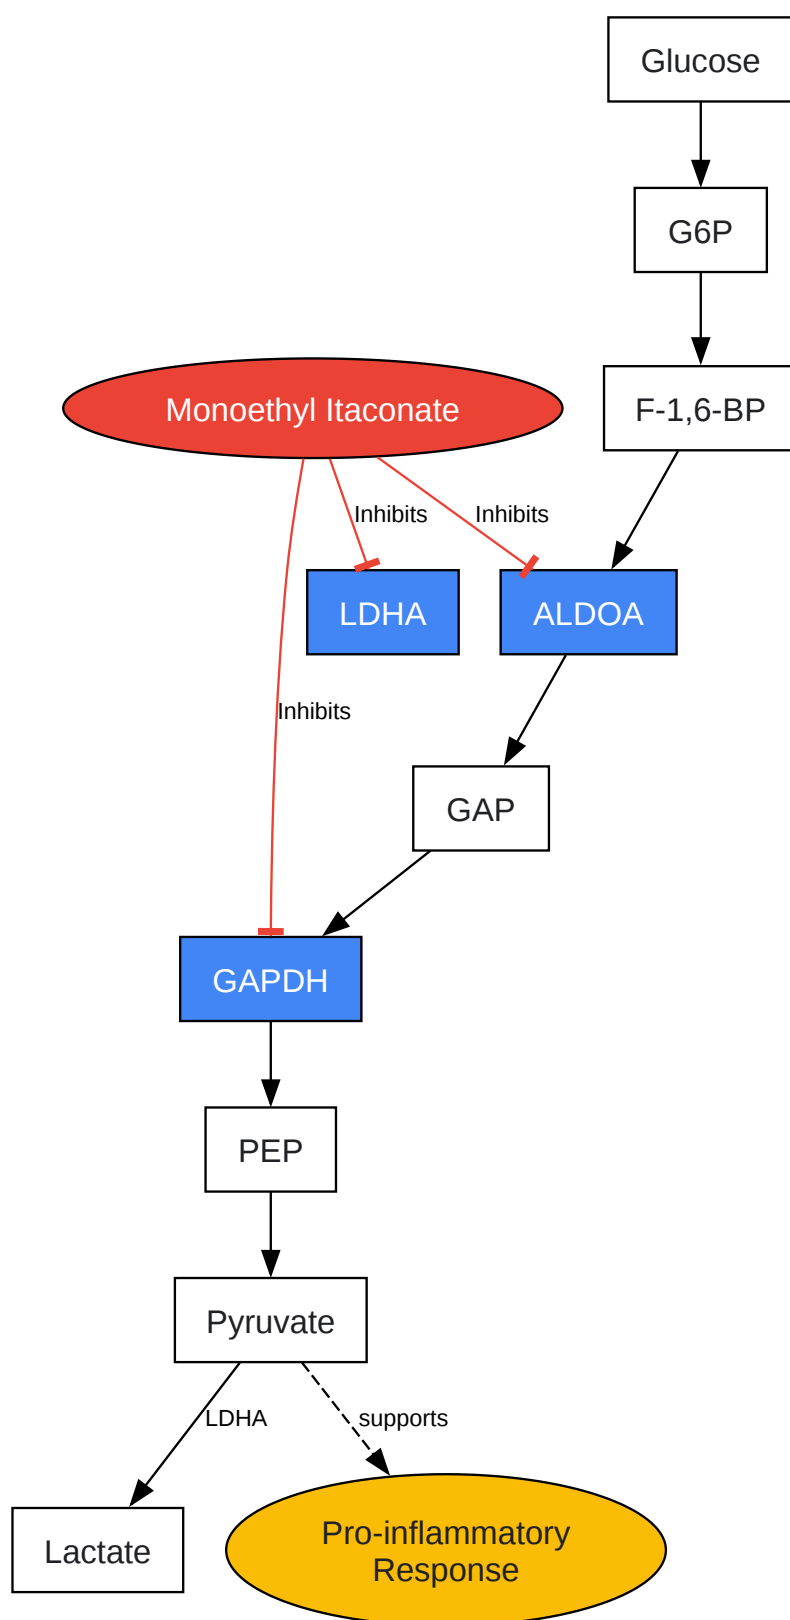 Glucose
G6P
Monoethyl Itaconate
F-1,6-BP
Inhibits
Inhibits
LDHA
ALDOA
Inhibits
GAP
GAPDH
PEP
Pyruvate
LDHA
supports
Lactate
Pro-inflammatory
Response